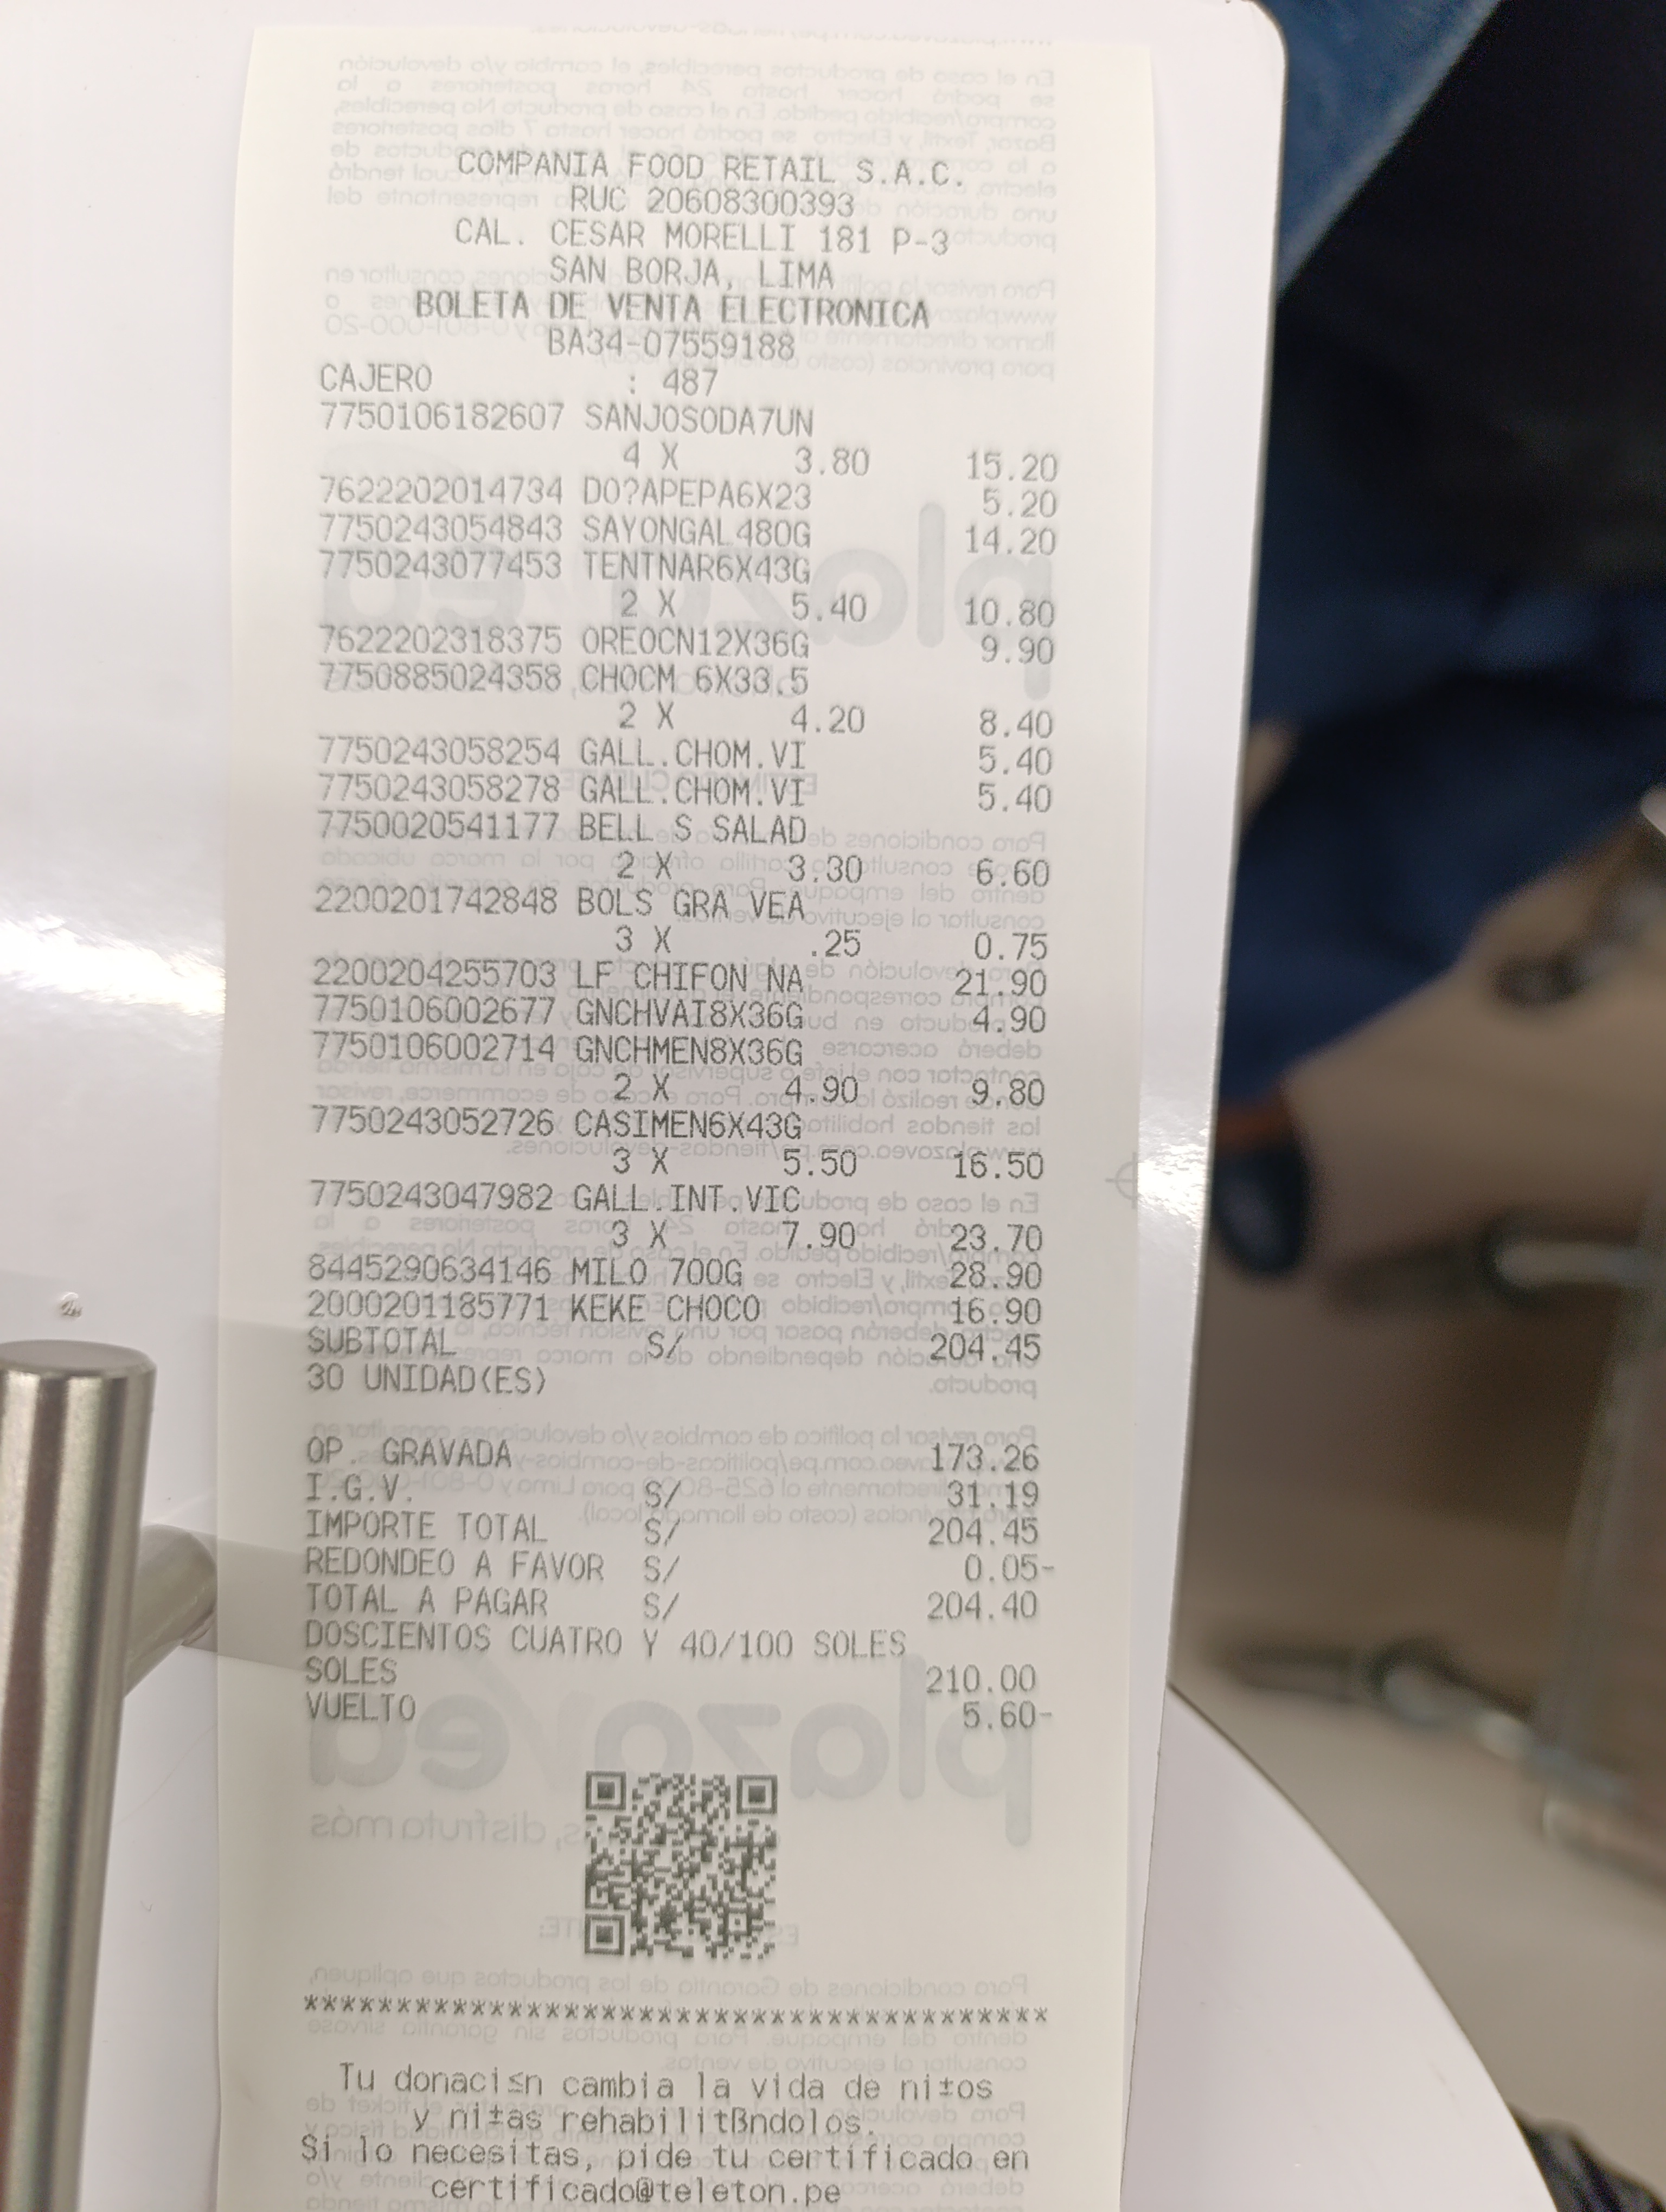 COMPANIA FOOD RETAIL S.A.C.
RUC 20608300393
CAL. CESAR MORELLI 181 P-3
SAN BORJA, LIMA
BOLETA DE VENTA ELECTRONICA
BA34-07559188
CAJERO : 487
7750106182607 SANJOSODA7UN
4 X 3.80 15.20
7622202014734 DO?APEPA6X23 5.20
7750243054843 SAYONGAL480G 14.20
7750243077453 TENTNAR6X43G
2 X 5.40 10.80
7622202318375 OREOCN12X36G 9.90
7750885024358 CHOCM 6X33.5
2 X 4.20 8.40
7750243058254 GALL.CHOM.VI 5.40
7750243058278 GALL.CHOM.VI 5.40
7750020541177 BELL S SALAD
2 X 3.30 6.60
2200201742848 BOLS GRA VEA
3 X .25 0.75
2200204255703 LF CHIFON NA 21.90
7750106002677 GNCHVAI8X36G 4.90
7750106002714 GNCHMEN8X36G
2 X 4.90 9.80
7750243052726 CASIMEN6X43G
3 X 5.50 16.50
7750243047982 GALL.INT.VIC
3 X 7.90 23.70
8445290634146 MILO 700G 28.90
2000201185771 KEKE CHOCO 16.90
SUBTOTAL S/ 204.45
30 UNIDAD(ES)
OP. GRAVADA 173.26
I.G.V. S/ 31.19
IMPORTE TOTAL S/ 204.45
REDONDEO A FAVOR S/ 0.05-
TOTAL A PAGAR S/ 204.40
DOSCIENTOS CUATRO Y 40/100 SOLES
SOLES 210.00
VUELTO 5.60-
****************************************
Tu donaci≤n cambia la vida de ni±os
y ni±as rehabilitßndolos.
Si lo necesitas, pide tu certificado en
certificado@teleton.pe